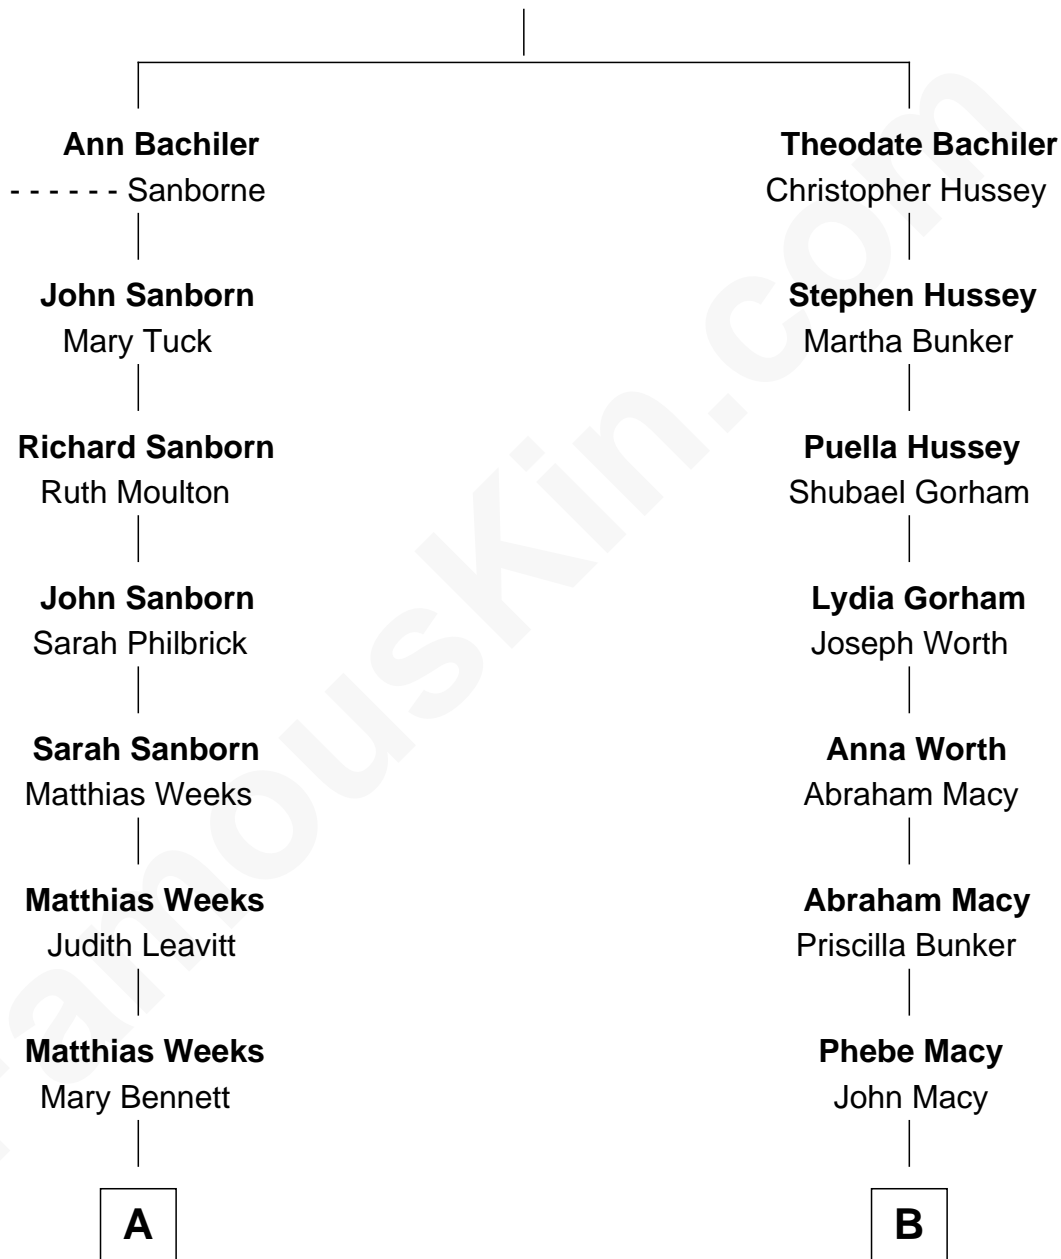 Ann Bachiler
- - - - - - Sanborne
John Sanborn
Mary Tuck
Richard Sanborn
Ruth Moulton
John Sanborn
Sarah Philbrick
Sarah Sanborn
Matthias Weeks
Matthias Weeks
Judith Leavitt
Matthias Weeks
Mary Bennett
A
Theodate Bachiler
Christopher Hussey
Stephen Hussey
Martha Bunker
Puella Hussey
Shubael Gorham
Lydia Gorham
Joseph Worth
Anna Worth
Abraham Macy
Abraham Macy
Priscilla Bunker
Phebe Macy
John Macy
B
FamousKin.com